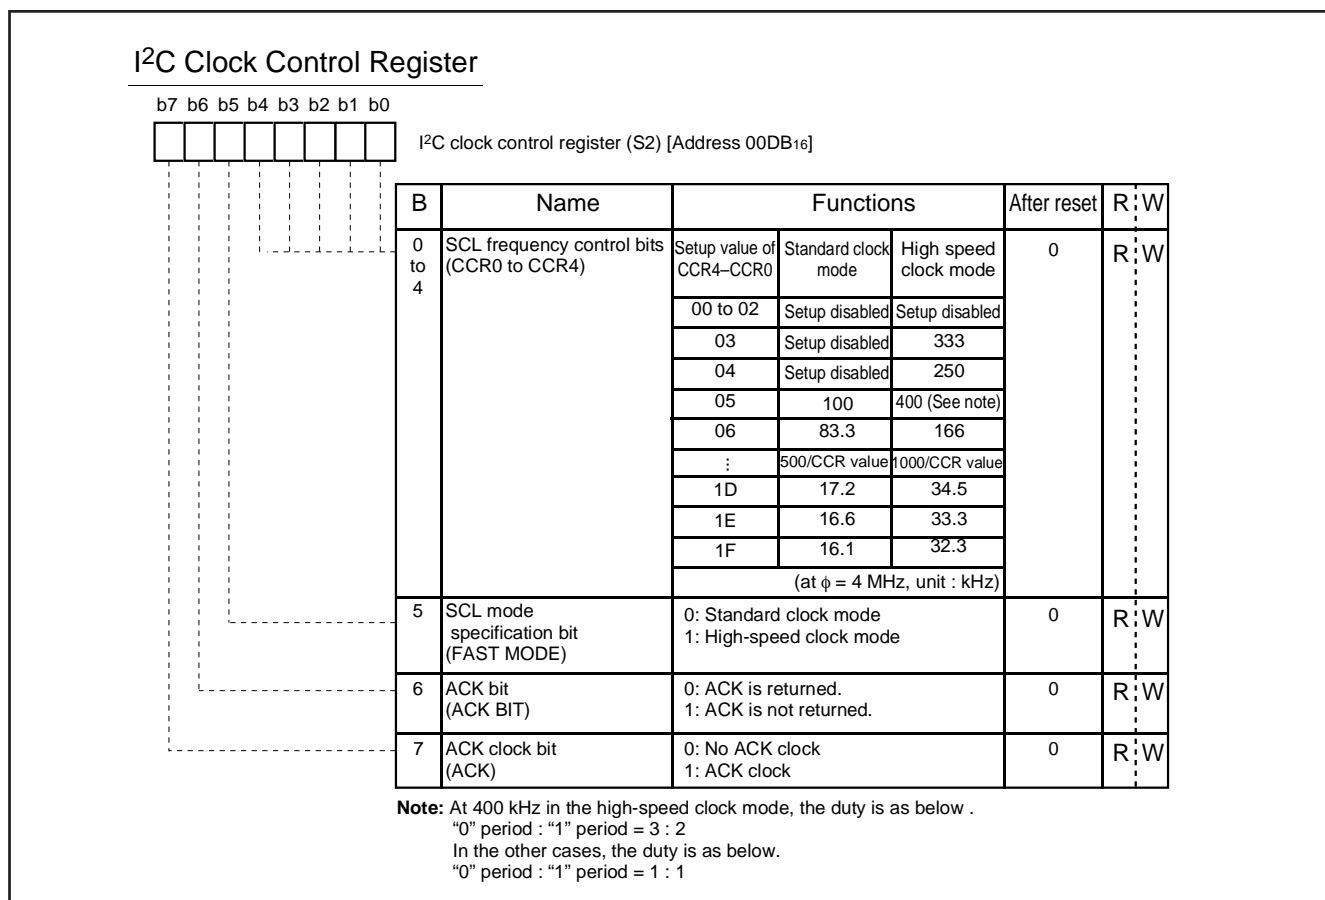 I2C Clock Control Register
b7 b6 b5 b4 b3 b2 b1 b0
I2C clock control register (S2) [Address 00DB16]
B Name Functions After reset R W
0 to 4 SCL frequency control bits (CCR0 to CCR4) 0 R W
Setup value of CCR4–CCR0 Standard clock mode High speed clock mode
00 to 02 Setup disabled Setup disabled
03 Setup disabled 333
04 Setup disabled 250
05 100 400 (See note)
06 83.3 166
⋮ 500/CCR value 1000/CCR value
1D 17.2 34.5
1E 16.6 33.3
1F 16.1 32.3
(at ϕ = 4 MHz, unit : kHz)
5 SCL mode 0: Standard clock mode 0 R W
specification bit 1: High-speed clock mode
(FAST MODE)
6 ACK bit 0: ACK is returned. 0 R W
(ACK BIT) 1: ACK is not returned.
7 ACK clock bit 0: No ACK clock 0 R W
(ACK) 1: ACK clock
Note: At 400 kHz in the high-speed clock mode, the duty is as below .
“0” period : “1” period = 3 : 2
In the other cases, the duty is as below.
“0” period : “1” period = 1 : 1